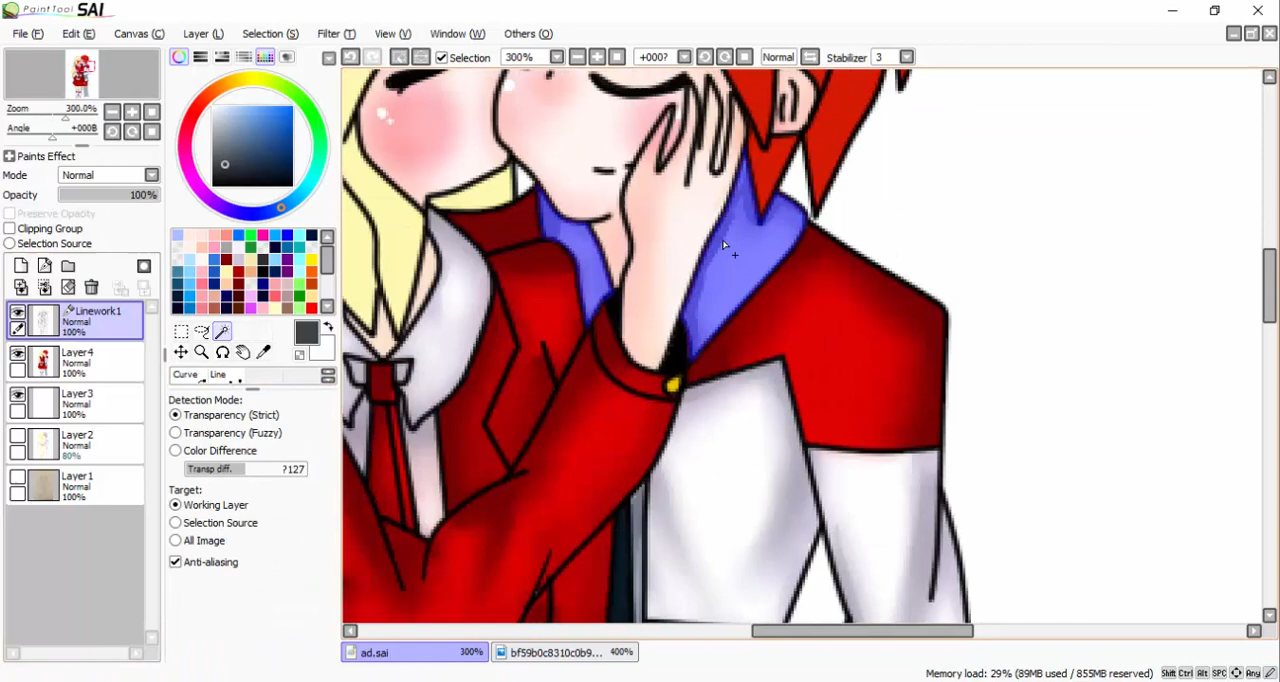 PaintTool SAI
File (F) Edit (E) Canvas (C) Layer (L) Selection (S) Filter (T) View (V) Window (W) Others (O)
Selection 300% +000? Normal Stabilizer 3
Zoom 300.0%
Angle +000B
Paints Effect
Mode Normal
Opacity 100%
Preserve Opacity
Clipping Group
Selection Source
Linework1
Normal
100%
Layer4
Normal
100%
Layer3
Normal
100%
Layer2
Normal
80%
Layer1
Normal
100%
Curve Line
Detection Mode:
Transparency (Strict)
Transparency (Fuzzy)
Color Difference
Transp diff. ?127
Target:
Working Layer
Selection Source
All Image
Anti-aliasing
ad.sai 300% bf59b0c8310c0b9... 400%
Memory load: 29% (89MB used / 855MB reserved) Shift Ctrl Alt SPC Any